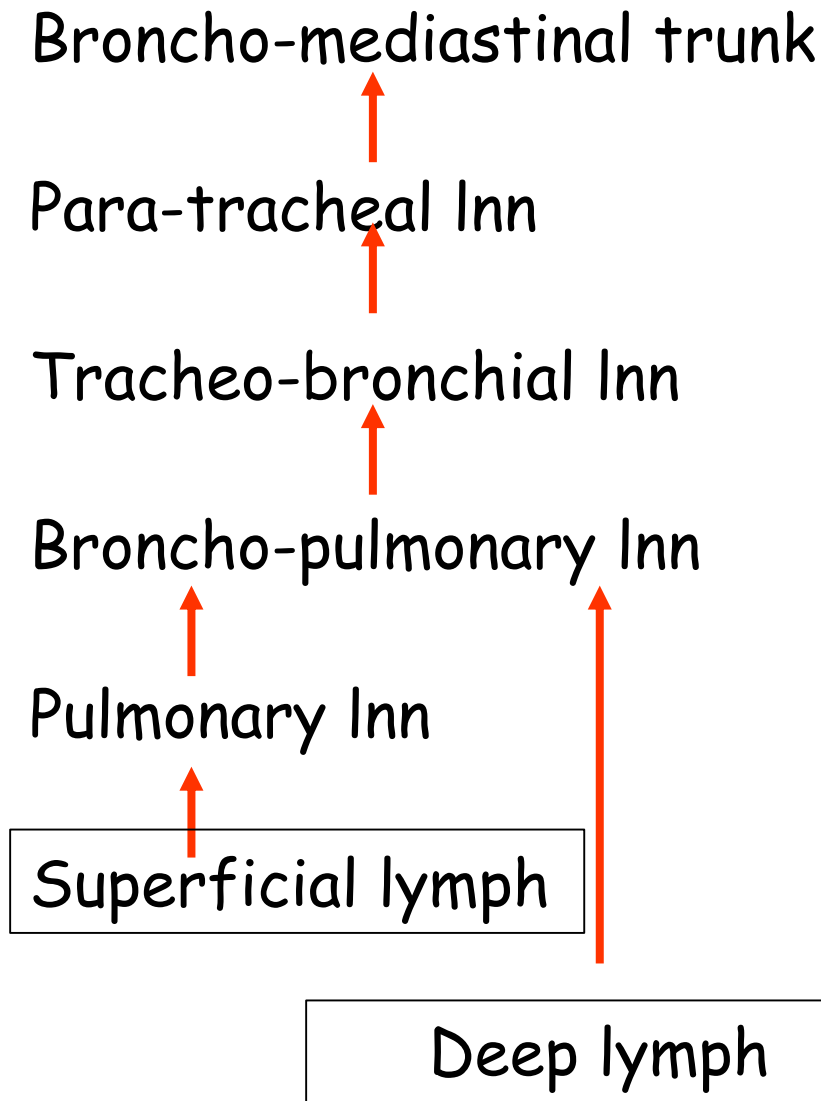 Broncho-mediastinal trunk
Para-tracheal lnn
Tracheo-bronchial lnn
Broncho-pulmonary lnn
Pulmonary lnn
Superficial lymph
Deep lymph